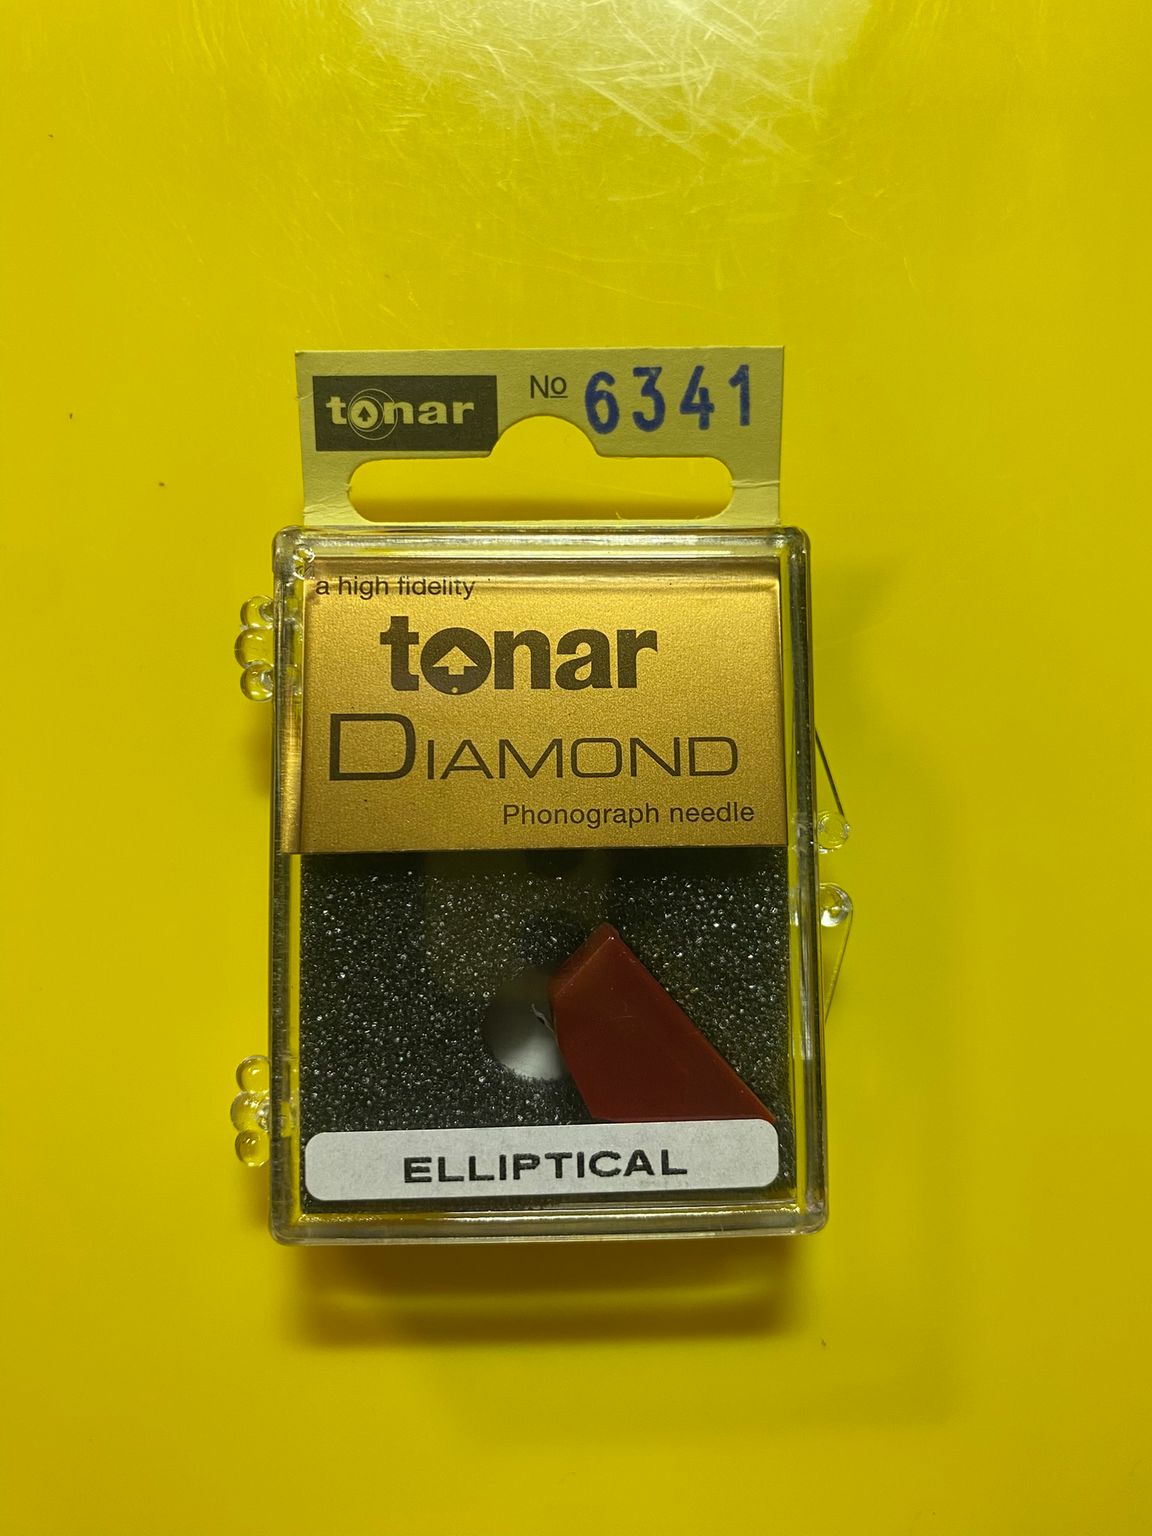 tonar No 6341
a high fidelity
tonar
DIAMOND
Phonograph needle
ELLIPTICAL